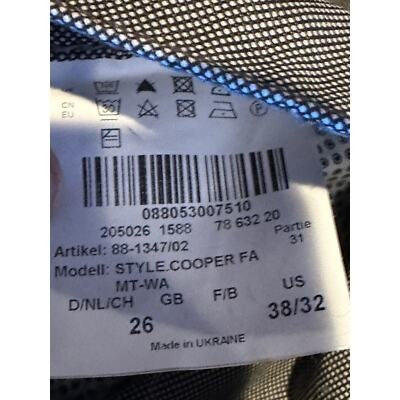 CN
EU
088053007510
205026 1588 78 632 20
Artikel: 88-1347/02 Partie
31
Modell: STYLE.COOPER FA
MT-WA
D/NL/CH GB F/B US
26 38/32
Made in UKRAINE